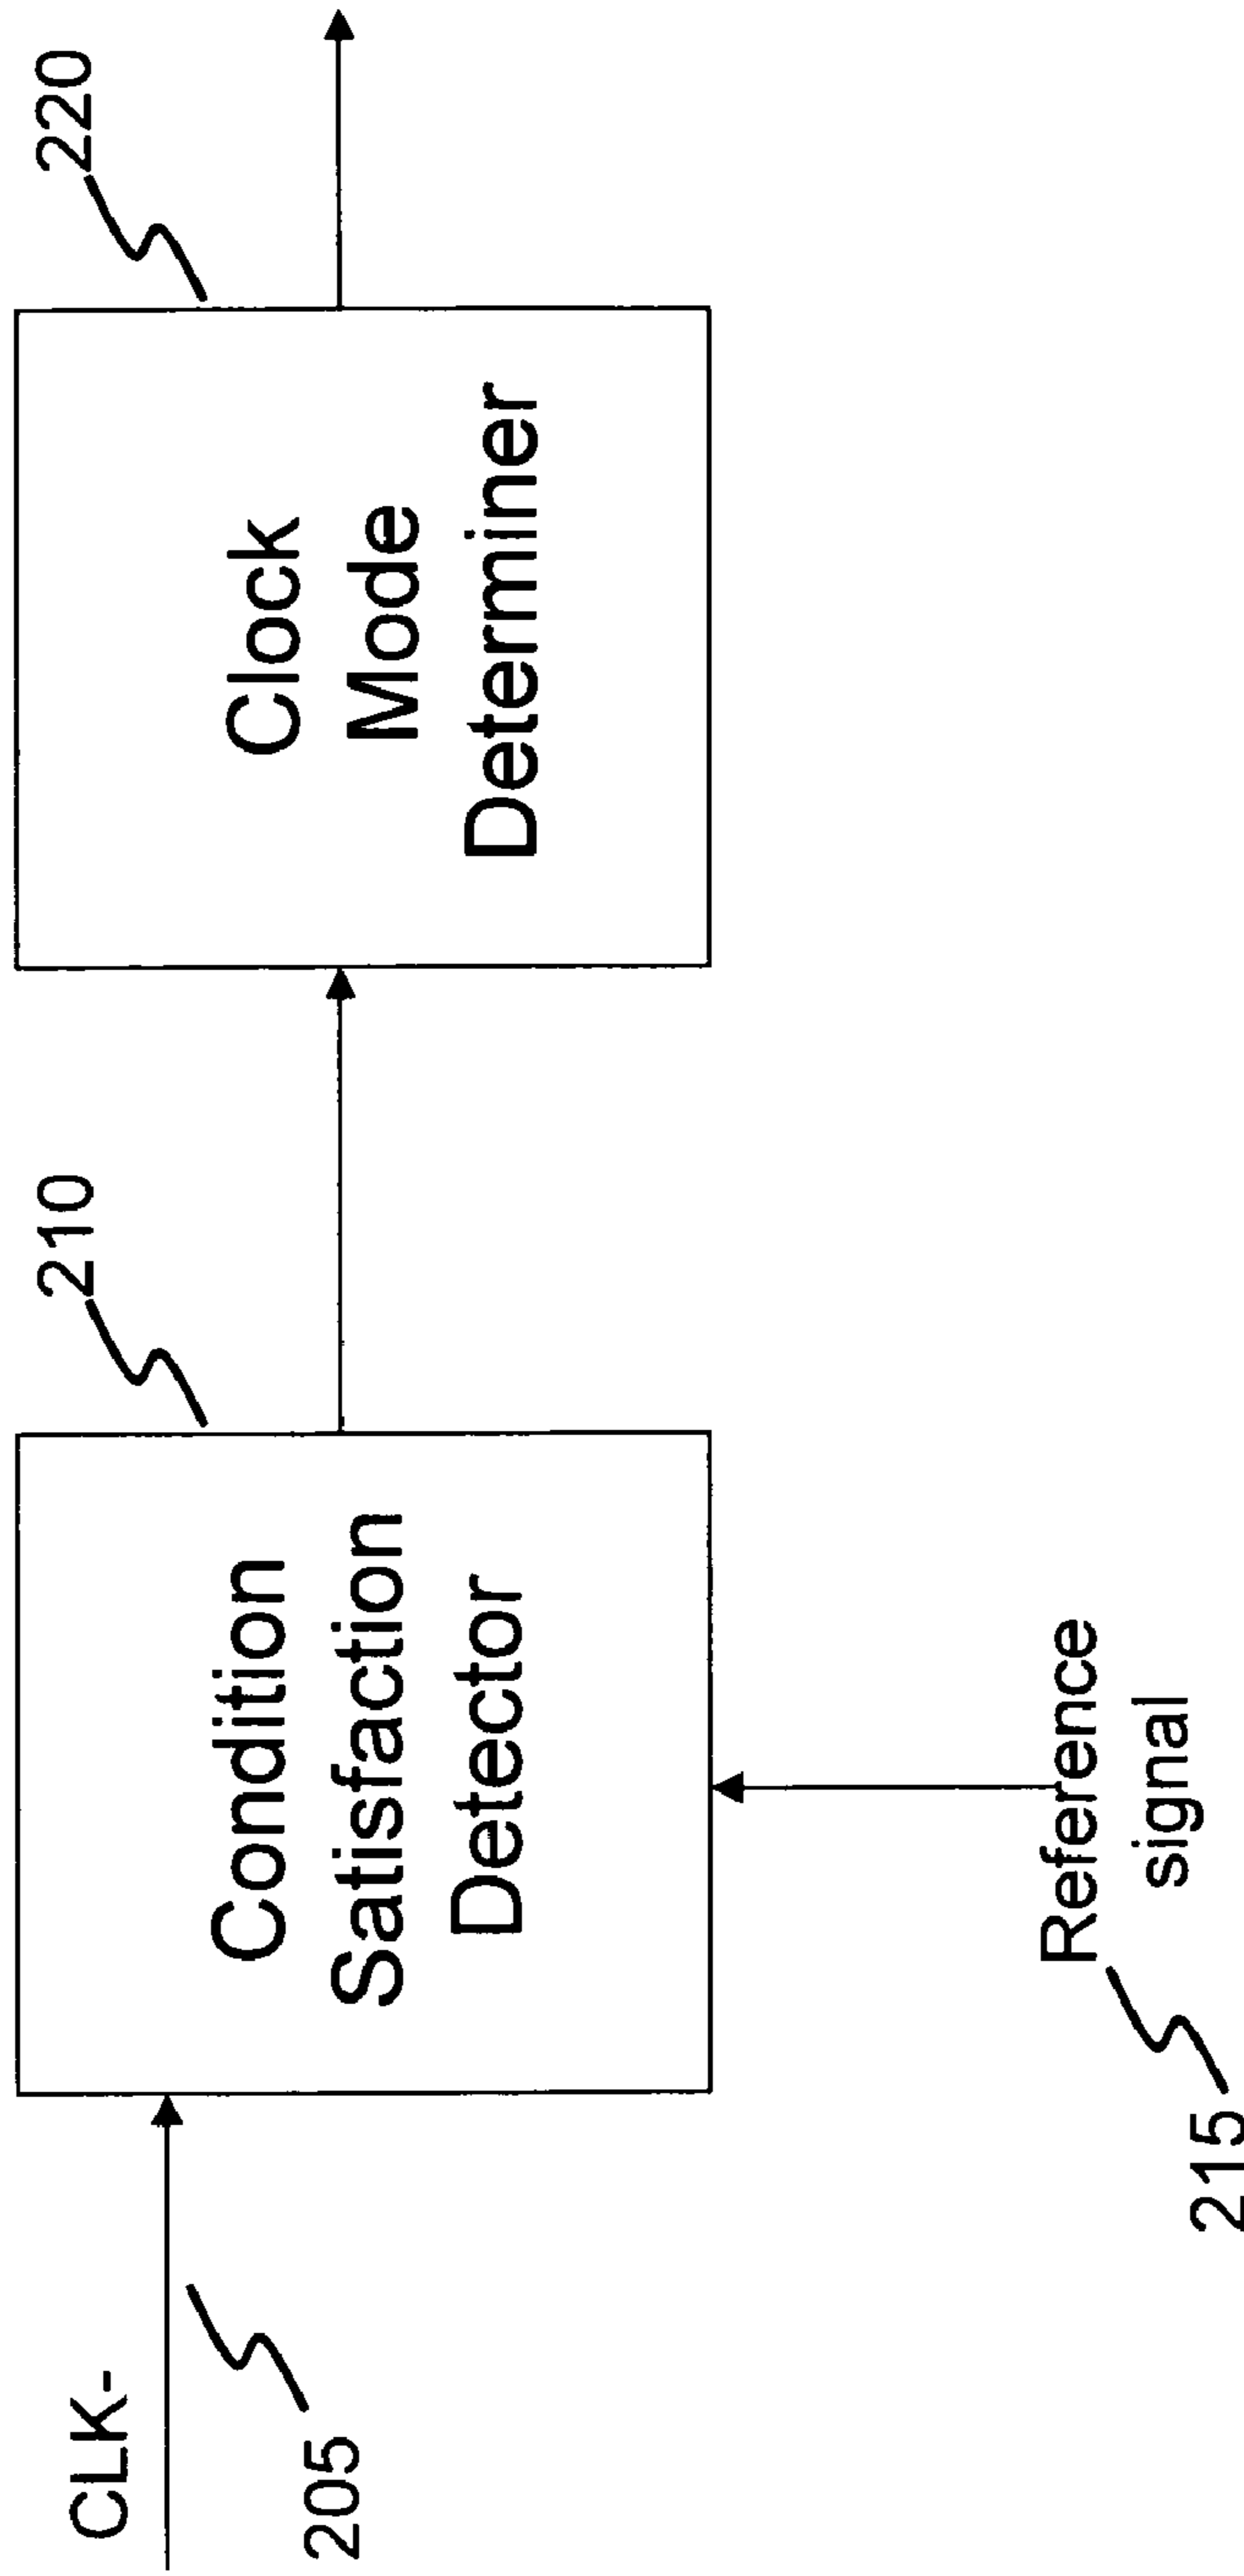 210
220
CLK-
205
Condition
Satisfaction
Detector
Clock
Mode
Determiner
Reference
signal
215